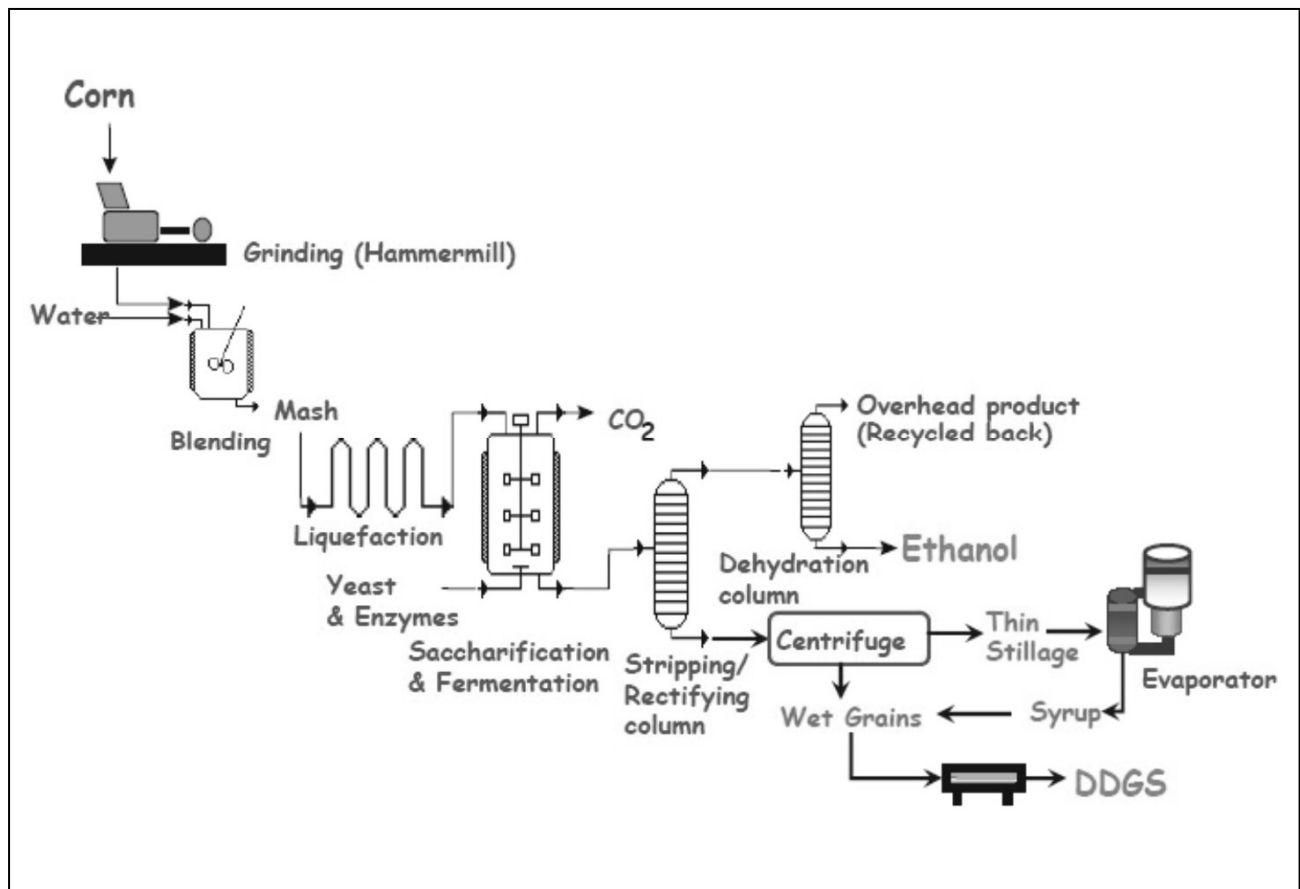 Corn
Grinding (Hammermill)
Water
Blending
Mash
Liquefaction
CO2
Yeast
& Enzymes
Saccharification
& Fermentation
Stripping/
Rectifying
column
Overhead product
(Recycled back)
Ethanol
Dehydration
column
Centrifuge
Thin
Stillage
Evaporator
Syrup
Wet Grains
DDGS